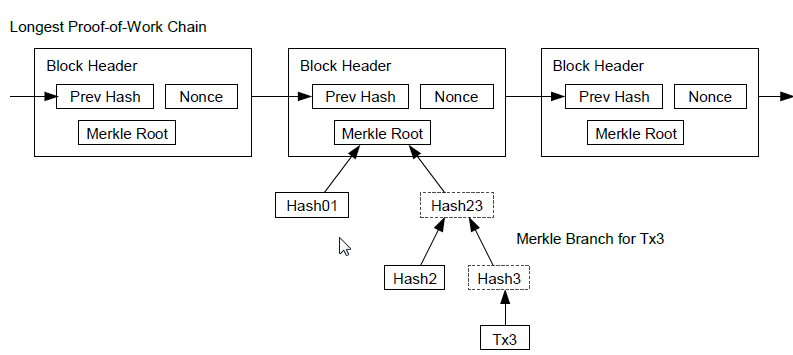 Longest Proof-of-Work Chain
Block Header
Prev Hash
Nonce
Merkle Root
Block Header
Prev Hash
Nonce
Merkle Root
Block Header
Prev Hash
Nonce
Merkle Root
Hash01
Hash23
Merkle Branch for Tx3
Hash2
Hash3
Tx3